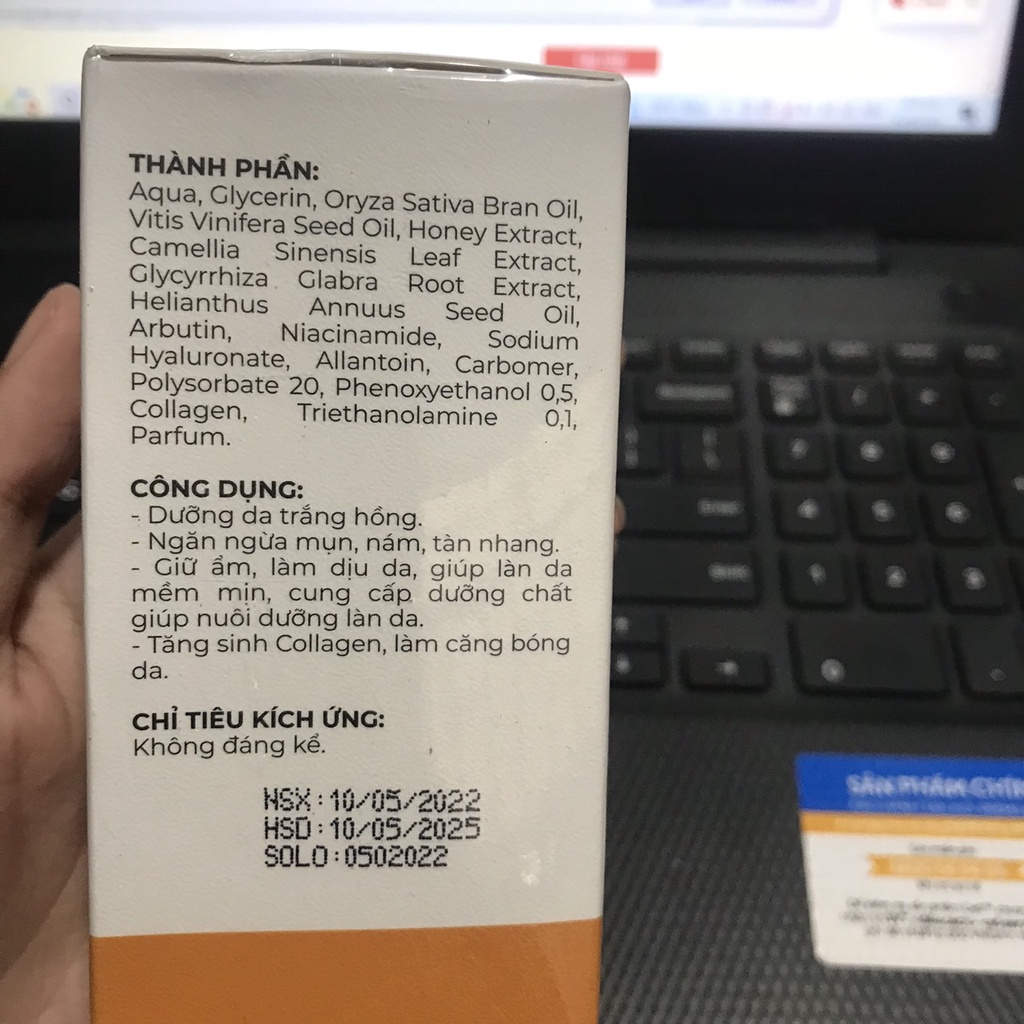 THÀNH PHẦN:
Aqua, Glycerin, Oryza Sativa Bran Oil,
Vitis Vinifera Seed Oil, Honey Extract,
Camellia Sinensis Leaf Extract,
Glycyrrhiza Glabra Root Extract,
Helianthus Annuus Seed Oil,
Arbutin, Niacinamide, Sodium
Hyaluronate, Allantoin, Carbomer,
Polysorbate 20, Phenoxyethanol 0,5,
Collagen, Triethanolamine 0,1,
Parfum.
CÔNG DỤNG:
- Dưỡng da trắng hồng.
- Ngăn ngừa mụn, nám, tàn nhang.
- Giữ ẩm, làm dịu da, giúp làn da
mềm mịn, cung cấp dưỡng chất
giúp nuôi dưỡng làn da.
- Tăng sinh Collagen, làm căng bóng
da.
CHỈ TIÊU KÍCH ỨNG:
Không đáng kể.
NSX:10/05/2022
HSD:10/05/2025
SOLO:0502022
SẢN PHẨM CHÍN